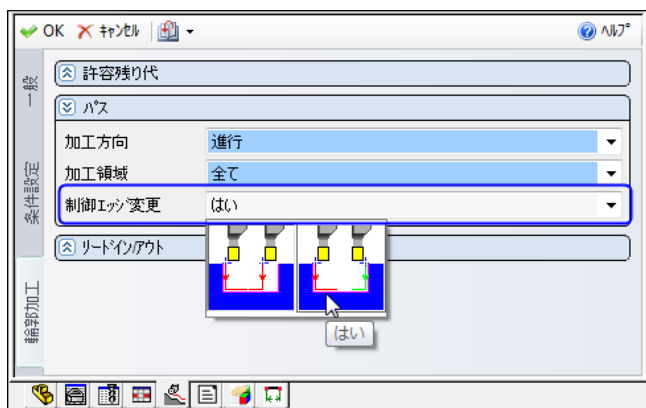 OK ｷｬﾝｾﾙ ﾍﾙﾌﾟ
一般
条件設定
輪郭加工
許容残り代
ﾊﾟｽ
加工方向 進行
加工領域 全て
制御ｴｯｼﾞ変更 はい
ﾘｰﾄﾞｲﾝ/ｱｳﾄ
はい